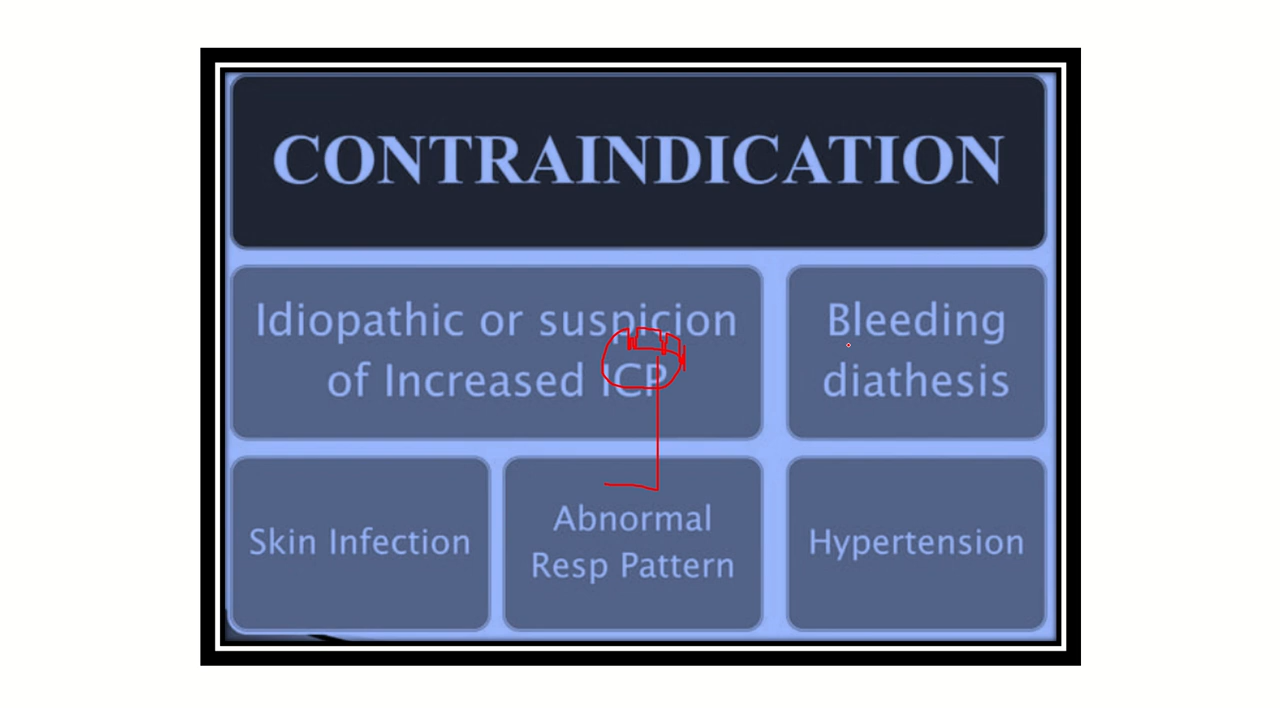 CONTRAINDICATION
Idiopathic or suspicion
of Increased ICP
Bleeding
diathesis
Skin Infection
Abnormal
Resp Pattern
Hypertension